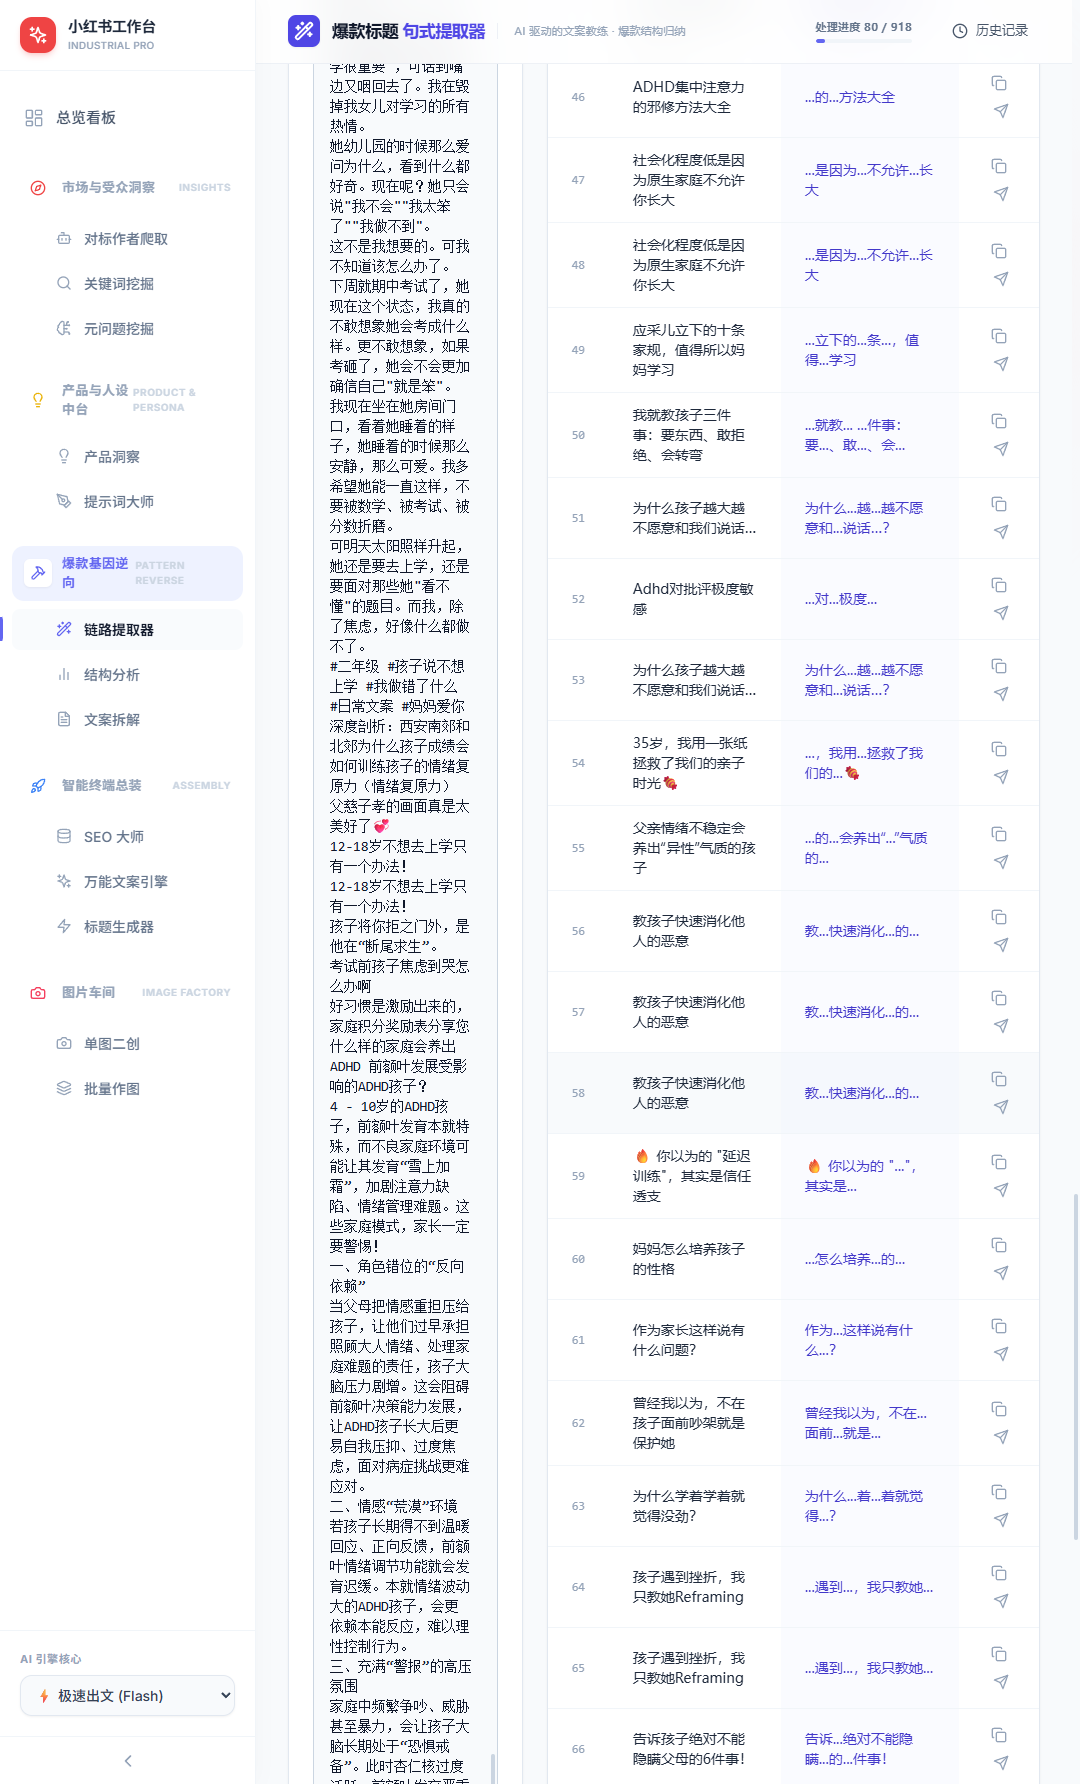 小红书工作台
INDUSTRIAL PRO
总览看板
市场与受众洞察 INSIGHTS
对标作者爬取
关键词挖掘
元问题挖掘
产品与人设中台
PRODUCT & PERSONA
产品洞察
提示词大师
爆款基因逆向
PATTERN REVERSE
链路提取器
结构分析
文案拆解
智能终端总装 ASSEMBLY
SEO 大师
万能文案引擎
标题生成器
图片车间 IMAGE FACTORY
单图二创
批量作图
AI 引擎核心
极速出文 (Flash)
爆款标题 句式提取器
AI 驱动的文案教练 · 爆款结构归纳
处理进度 80 / 918
历史记录
学很重要"，可话到嘴
边又咽回去了。我在毁
掉我女儿对学习的所有
热情。
她幼儿园的时候那么爱
问为什么，看到什么都
好奇。现在呢？她只会
说"我不会""我太笨
了""我做不到"。
这不是我想要的。可我
不知道该怎么办了。
下周就期中考试了，她
现在这个状态，我真的
不敢想象她会考成什么
样。更不敢想象，如果
考砸了，她会不会更加
确信自己"就是笨"。
我现在坐在她房间门
口，看着她睡着的样
子，她睡着的时候那么
安静，那么可爱。我多
希望她能一直这样，不
要被数学、被考试、被
分数折磨。
可明天太阳照样升起，
她还是要去上学，还是
要面对那些她"看不
懂"的题目。而我，除
了焦虑，好像什么都做
不了。
#二年级 #孩子说不想
上学 #我做错了什么
#日常文案 #妈妈爱你
深度剖析：西安南郊和
北郊为什么孩子成绩会
如何训练孩子的情绪复
原力（情绪复原力）
父慈子孝的画面真是太
美好了💞
12-18岁不想去上学只
有一个办法！
12-18岁不想去上学只
有一个办法！
孩子将你拒之门外，是
他在“断尾求生”。
考试前孩子焦虑到哭怎
么办啊
好习惯是激励出来的，
家庭积分奖励表分享您
什么样的家庭会养出
ADHD 前额叶发展受影
响的ADHD孩子？
4 - 10岁的ADHD孩
子，前额叶发育本就特
殊，而不良家庭环境可
能让其发育“雪上加
霜”，加剧注意力缺
陷、情绪管理难题。这
些家庭模式，家长一定
要警惕！
一、角色错位的“反向
依赖”
当父母把情感重担压给
孩子，让他们过早承担
照顾大人情绪、处理家
庭难题的责任，孩子大
脑压力剧增。这会阻碍
前额叶决策能力发展，
让ADHD孩子长大后更
易自我压抑、过度焦
虑，面对病症挑战更难
应对。
二、情感“荒漠”环境
若孩子长期得不到温暖
回应、正向反馈，前额
叶情绪调节功能就会发
育迟缓。本就情绪波动
大的ADHD孩子，会更
依赖本能反应，难以理
性控制行为。
三、充满“警报”的高压
氛围
家庭中频繁争吵、威胁
甚至暴力，会让孩子大
脑长期处于“恐惧戒
备”。此时杏仁核过度
46
ADHD集中注意力
的邪修方法大全
...的...方法大全
47
社会化程度低是因
为原生家庭不允许
你长大
...是因为...不允许...长
大
48
社会化程度低是因
为原生家庭不允许
你长大
...是因为...不允许...长
大
49
应采儿立下的十条
家规，值得所以妈
妈学习
...立下的...条...，值
得...学习
50
我就教孩子三件
事：要东西、敢拒
绝、会转弯
...就教... ...件事：
要...、敢...、会...
51
为什么孩子越大越
不愿意和我们说话...
为什么...越...越不愿
意和...说话...?
52
Adhd对批评极度敏
感
...对...极度...
53
为什么孩子越大越
不愿意和我们说话...
为什么...越...越不愿
意和...说话...?
54
35岁，我用一张纸
拯救了我们的亲子
时光🍖
...，我用...拯救了我
们的...🍖
55
父亲情绪不稳定会
养出“异性”气质的孩
子
...的...会养出“...”气质
的...
56
教孩子快速消化他
人的恶意
教...快速消化...的...
57
教孩子快速消化他
人的恶意
教...快速消化...的...
58
教孩子快速消化他
人的恶意
教...快速消化...的...
59
🔥 你以为的 "延迟
训练"，其实是信任
透支
🔥 你以为的 "..."，
其实是...
60
妈妈怎么培养孩子
的性格
...怎么培养...的...
61
作为家长这样说有
什么问题？
作为...这样说有什
么...?
62
曾经我以为，不在
孩子面前吵架就是
保护她
曾经我以为，不在...
面前...就是...
63
为什么学着学着就
觉得没劲？
为什么...着...着就觉
得...?
64
孩子遇到挫折，我
只教她Reframing
...遇到...，我只教她...
65
孩子遇到挫折，我
只教她Reframing
...遇到...，我只教她...
66
告诉孩子绝对不能
隐瞒父母的6件事！
告诉...绝对不能隐
瞒...的...件事！